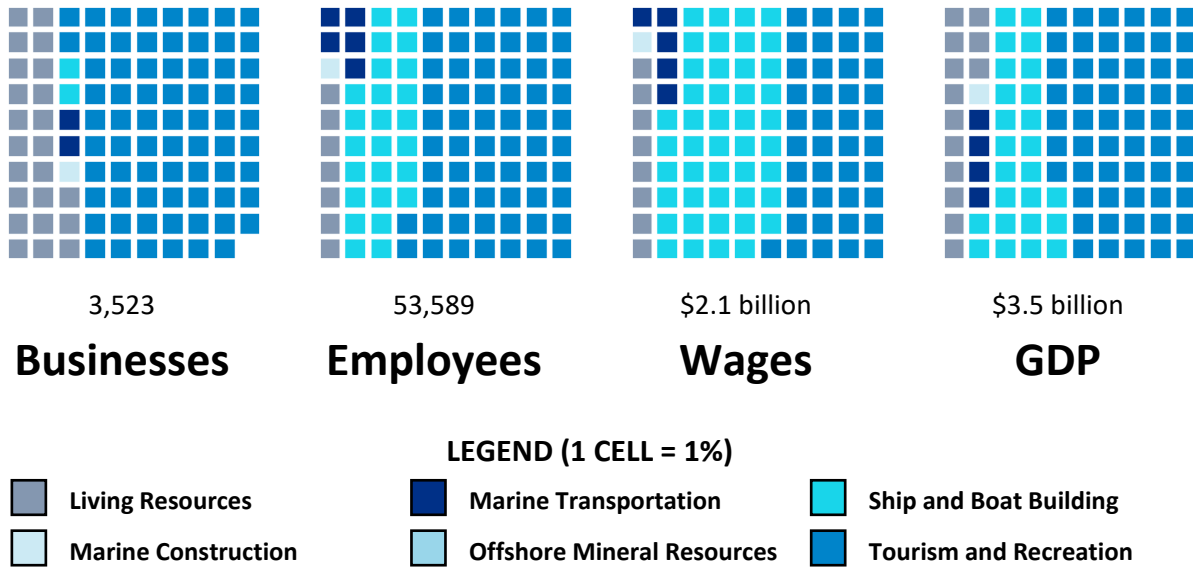 3,523 53,589 $2.1 billion $3.5 billion
Businesses Employees Wages GDP
LEGEND (1 CELL = 1%)
Living Resources Marine Transportation Ship and Boat Building
Marine Construction Offshore Mineral Resources Tourism and Recreation